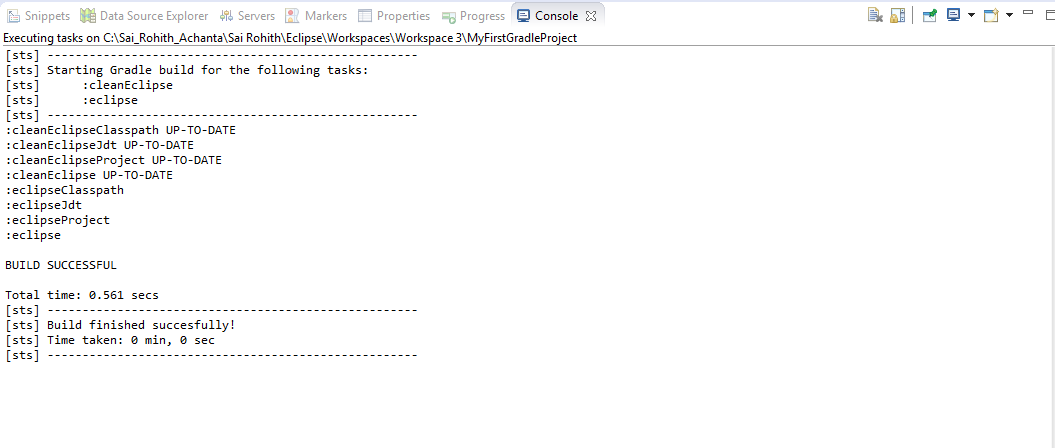 Snippets Data Source Explorer Servers Markers Properties Progress Console
Executing tasks on C:\Sai_Rohith_Achanta\Sai Rohith\Eclipse\Workspaces\Workspace 3\MyFirstGradleProject
[sts] -----------------------------------------------------
[sts] Starting Gradle build for the following tasks:
[sts]      :cleanEclipse
[sts]      :eclipse
[sts] -----------------------------------------------------
:cleanEclipseClasspath UP-TO-DATE
:cleanEclipseJdt UP-TO-DATE
:cleanEclipseProject UP-TO-DATE
:cleanEclipse UP-TO-DATE
:eclipseClasspath
:eclipseJdt
:eclipseProject
:eclipse
BUILD SUCCESSFUL
Total time: 0.561 secs
[sts] -----------------------------------------------------
[sts] Build finished succesfully!
[sts] Time taken: 0 min, 0 sec
[sts] -----------------------------------------------------